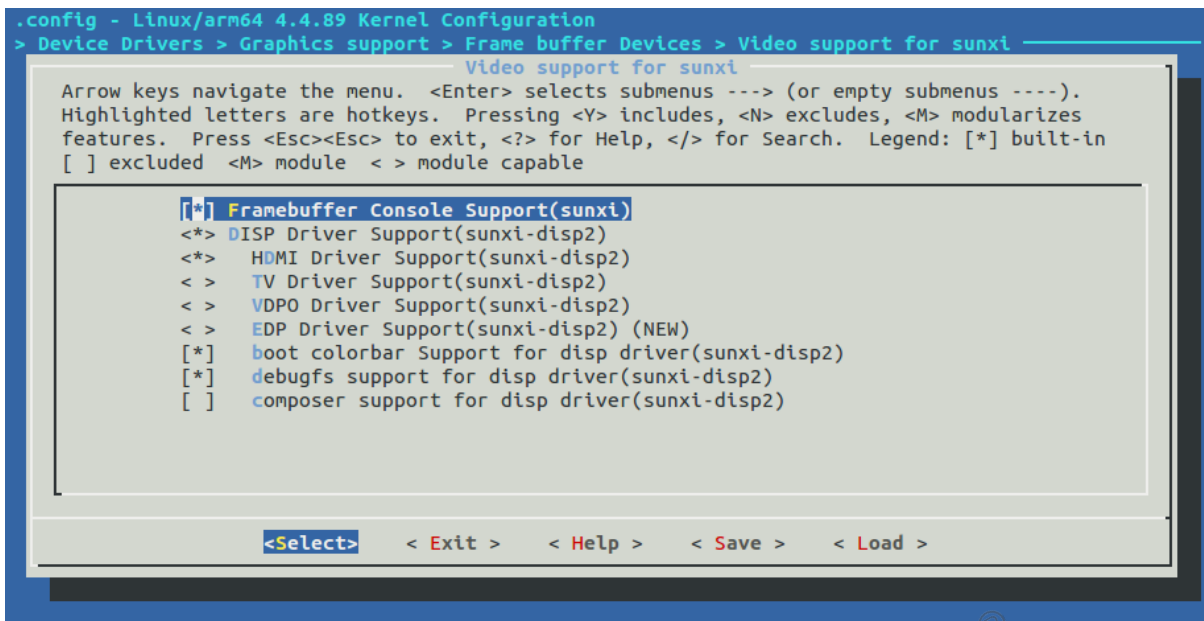 .config - Linux/arm64 4.4.89 Kernel Configuration
> Device Drivers > Graphics support > Frame buffer Devices > Video support for sunxi
Video support for sunxi
Arrow keys navigate the menu.  <Enter> selects submenus ---> (or empty submenus ----).
Highlighted letters are hotkeys.  Pressing <Y> includes, <N> excludes, <M> modularizes
features.  Press <Esc><Esc> to exit, <?> for Help, </> for Search.  Legend: [*] built-in
[ ] excluded  <M> module  < > module capable
[*] Framebuffer Console Support(sunxi)
<*> DISP Driver Support(sunxi-disp2)
<*>   HDMI Driver Support(sunxi-disp2)
< >   TV Driver Support(sunxi-disp2)
< >   VDPO Driver Support(sunxi-disp2)
< >   EDP Driver Support(sunxi-disp2) (NEW)
[*]   boot colorbar Support for disp driver(sunxi-disp2)
[*]   debugfs support for disp driver(sunxi-disp2)
[ ]   composer support for disp driver(sunxi-disp2)
<Select>    < Exit >    < Help >    < Save >    < Load >